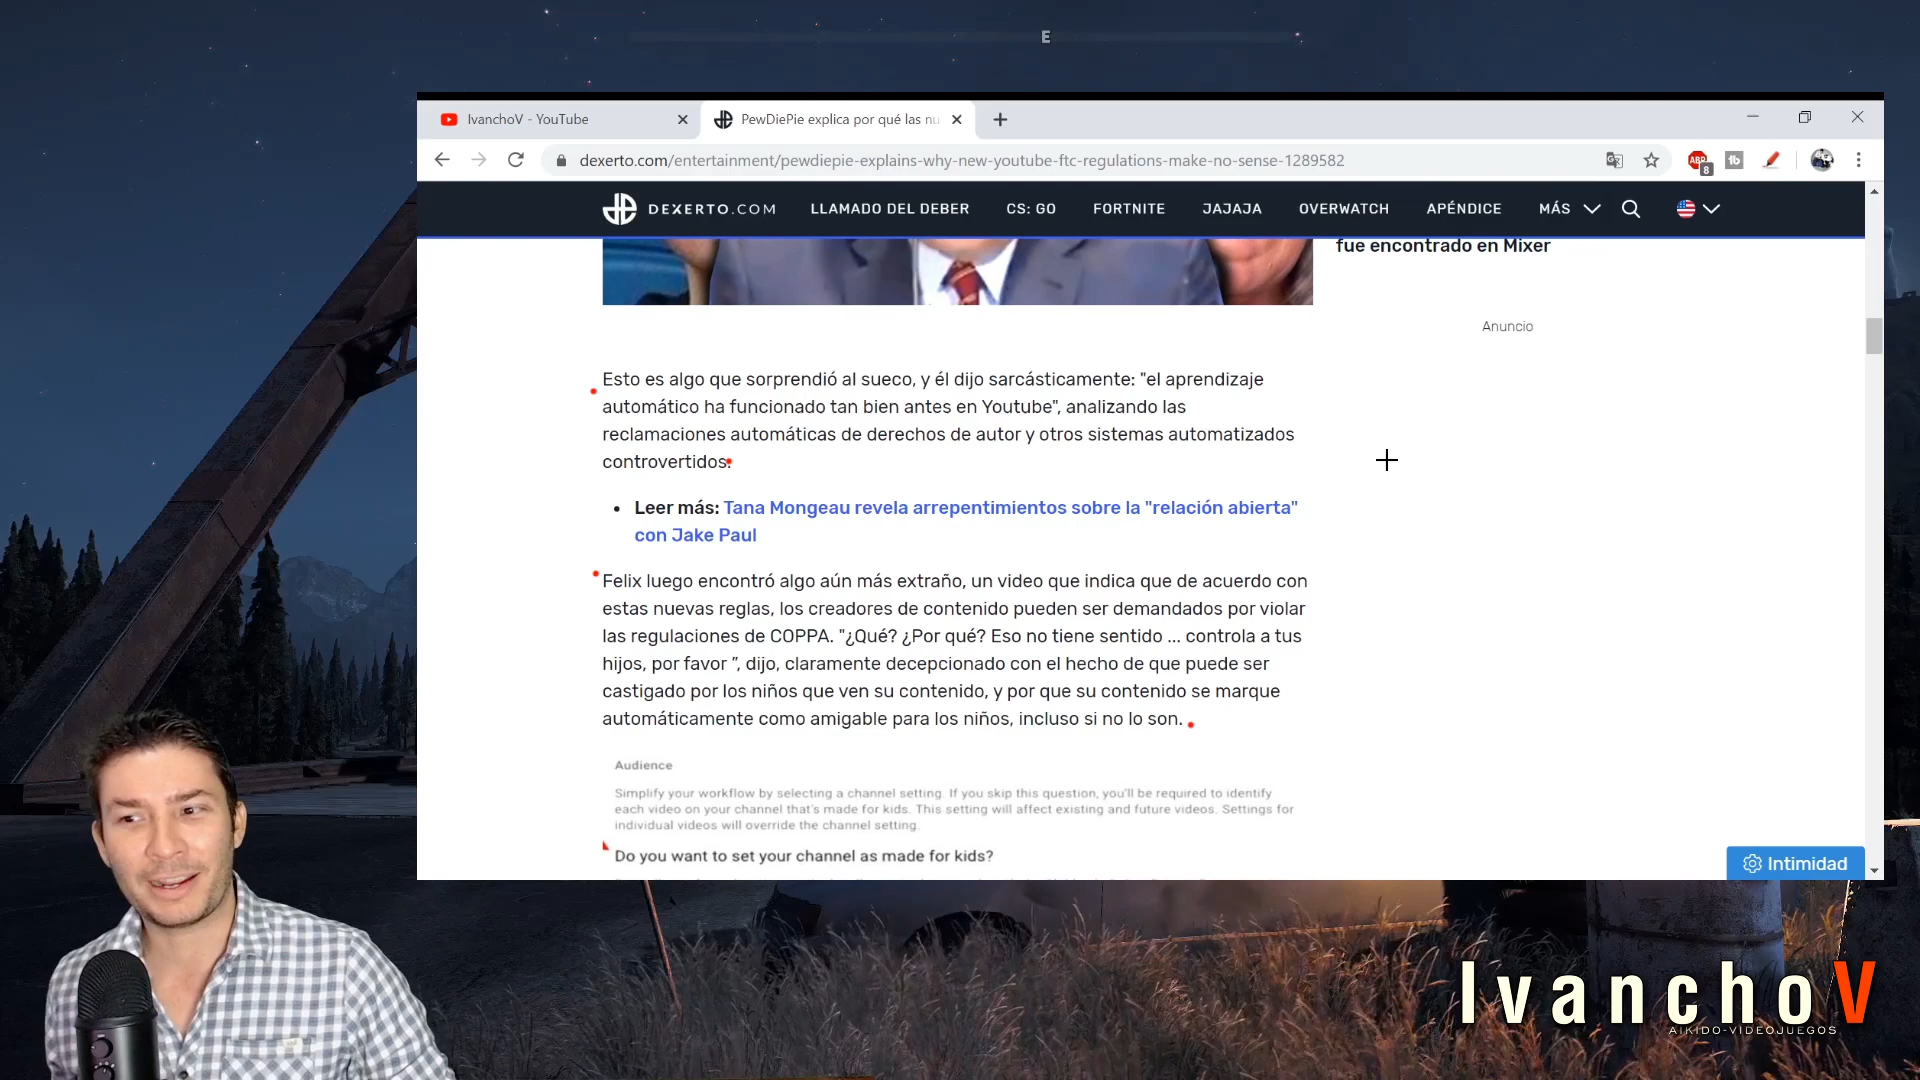 E
IvanchoV - YouTube
PewDiePie explica por qué las nu
dexerto.com/entertainment/pewdiepie-explains-why-new-youtube-ftc-regulations-make-no-sense-1289582
ABP
8
tb
DEXERTO.COM
LLAMADO DEL DEBER
CS: GO
FORTNITE
JAJAJA
OVERWATCH
APÉNDICE
MÁS
fue encontrado en Mixer
Anuncio
Esto es algo que sorprendió al sueco, y él dijo sarcásticamente: "el aprendizaje
automático ha funcionado tan bien antes en Youtube", analizando las
reclamaciones automáticas de derechos de autor y otros sistemas automatizados
controvertidos.
• Leer más: Tana Mongeau revela arrepentimientos sobre la "relación abierta"
con Jake Paul
Felix luego encontró algo aún más extraño, un video que indica que de acuerdo con
estas nuevas reglas, los creadores de contenido pueden ser demandados por violar
las regulaciones de COPPA. "¿Qué? ¿Por qué? Eso no tiene sentido ... controla a tus
hijos, por favor ”, dijo, claramente decepcionado con el hecho de que puede ser
castigado por los niños que ven su contenido, y por que su contenido se marque
automáticamente como amigable para los niños, incluso si no lo son.
Audience
Simplify your workflow by selecting a channel setting. If you skip this question, you'll be required to identify
each video on your channel that's made for kids. This setting will affect existing and future videos. Settings for
individual videos will override the channel setting.
Do you want to set your channel as made for kids?
Intimidad
IvanchoV
AIKIDO-VIDEOJUEGOS